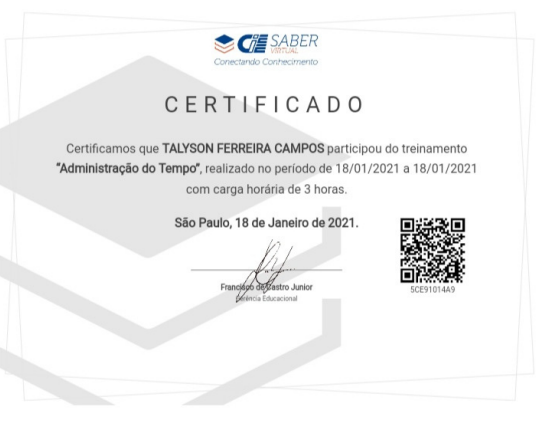 CIEE SABER
VIRTUAL
Conectando Conhecimento
CERTIFICADO
Certificamos que TALYSON FERREIRA CAMPOS participou do treinamento
“Administração do Tempo”, realizado no período de 18/01/2021 a 18/01/2021
com carga horária de 3 horas.
São Paulo, 18 de Janeiro de 2021.
Francisco de Castro Junior
Gerência Educacional
5CE91014A9